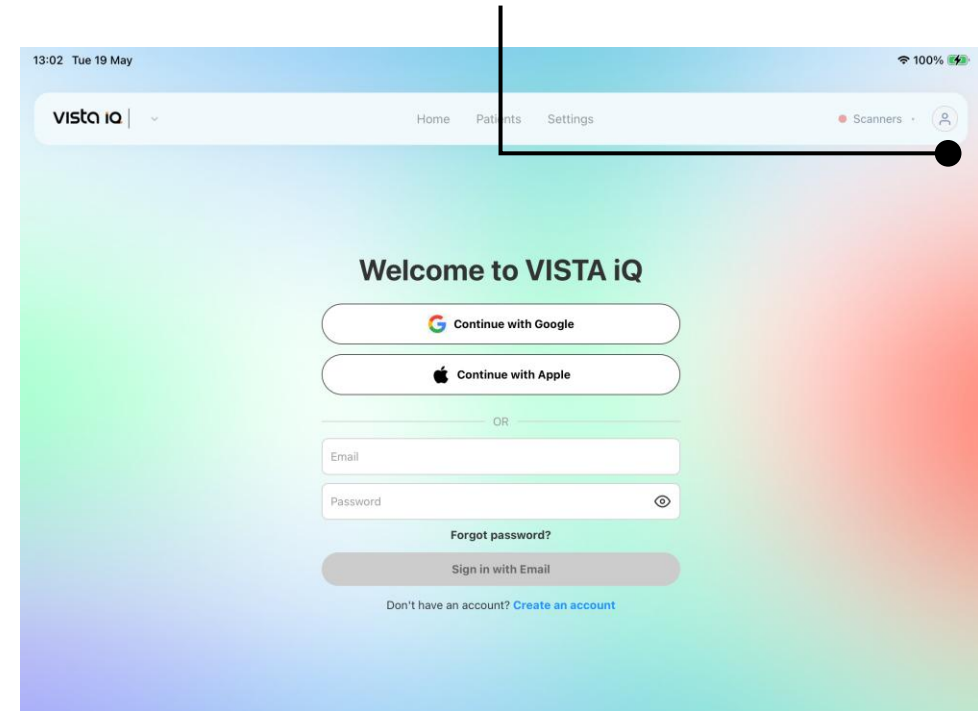 13:02 Tue 19 May 100%
vista iQ Home Patients Settings Scanners
Welcome to VISTA iQ
Continue with Google
Continue with Apple
OR
Email
Password
Forgot password?
Sign in with Email
Don't have an account? Create an account